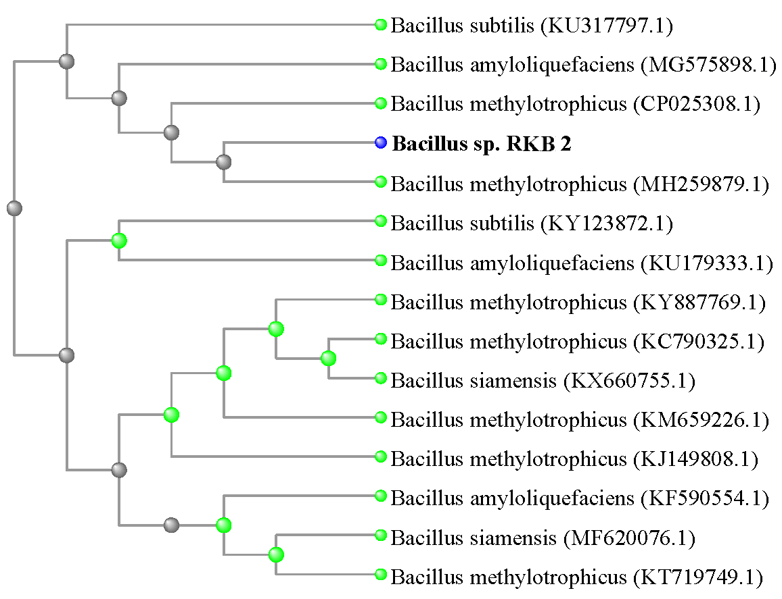 Bacillus subtilis (KU317797.1)
Bacillus amyloliquefaciens (MG575898.1)
Bacillus methylotrophicus (CP025308.1)
Bacillus sp. RKB 2
Bacillus methylotrophicus (MH259879.1)
Bacillus subtilis (KY123872.1)
Bacillus amyloliquefaciens (KU179333.1)
Bacillus methylotrophicus (KY887769.1)
Bacillus methylotrophicus (KC790325.1)
Bacillus siamensis (KX660755.1)
Bacillus methylotrophicus (KM659226.1)
Bacillus methylotrophicus (KJ149808.1)
Bacillus amyloliquefaciens (KF590554.1)
Bacillus siamensis (MF620076.1)
Bacillus methylotrophicus (KT719749.1)